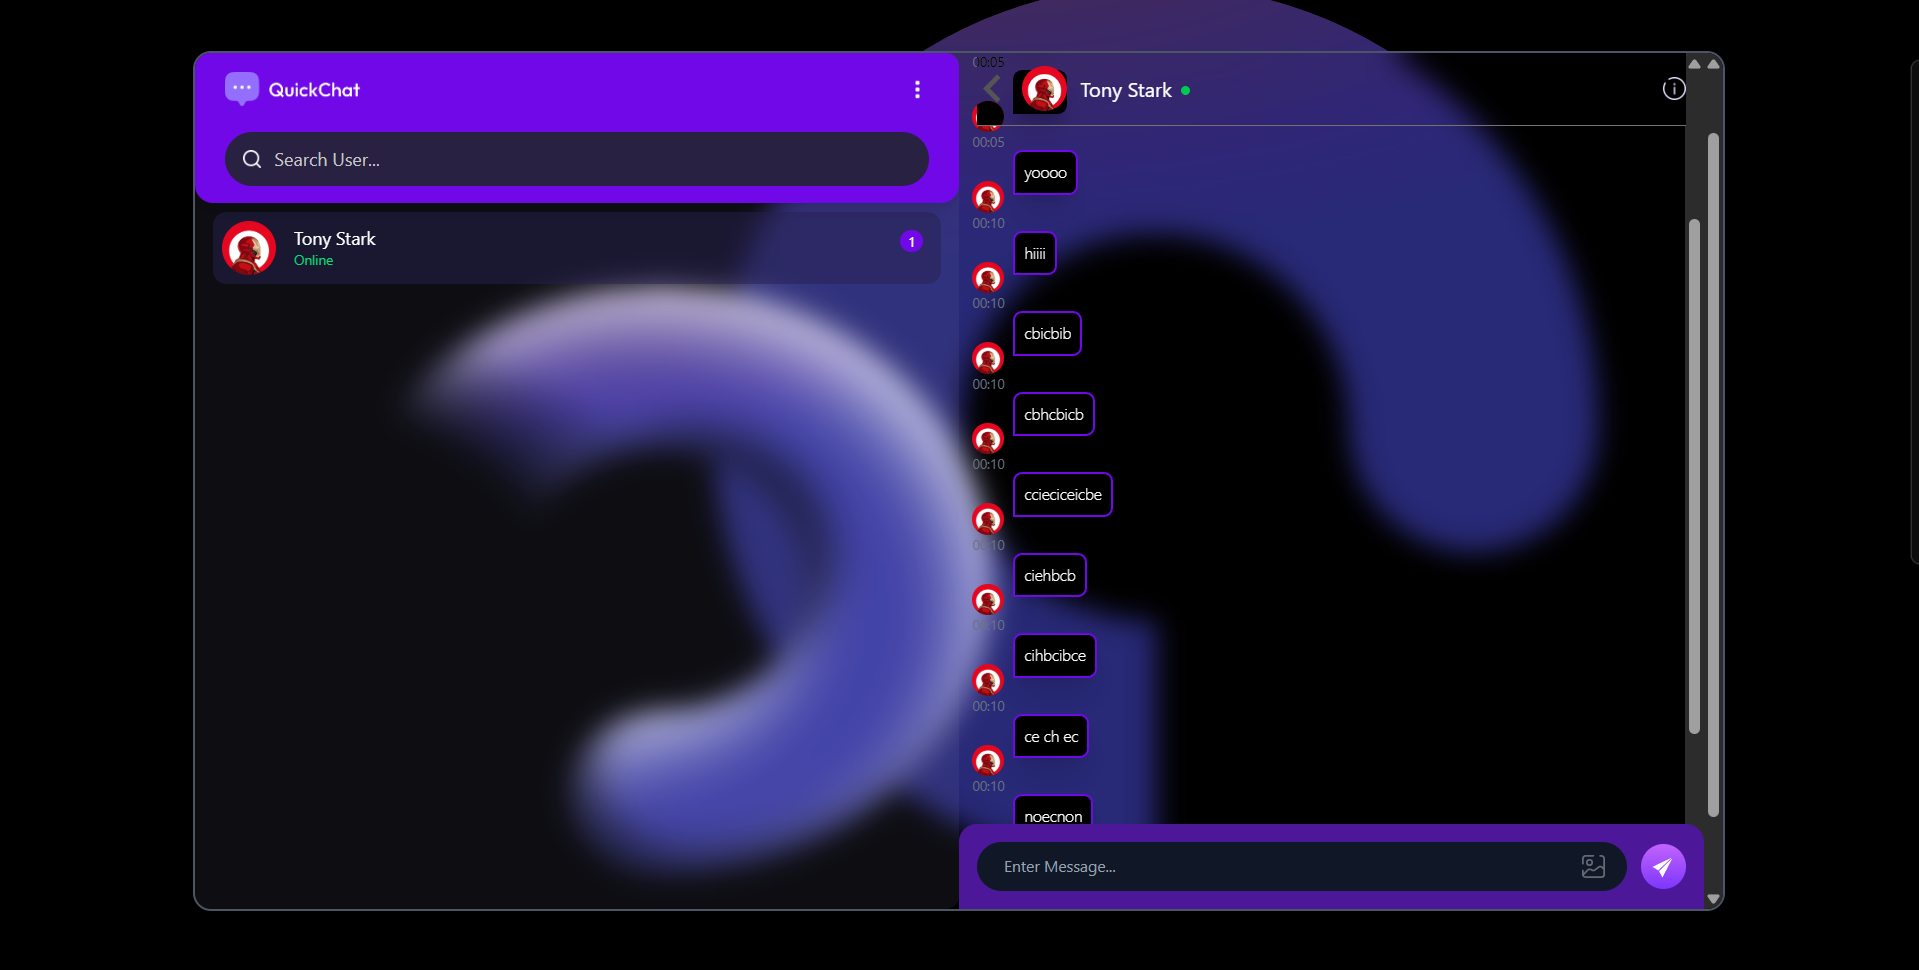 QuickChat
Search User...
Tony Stark
Online
1
00:05
Tony Stark
00:05
yoooo
00:10
hiiii
00:10
cbicbib
00:10
cbhcbicb
00:10
ccieciceicbe
00:10
ciehbcb
00:10
cihbcibce
00:10
ce ch ec
00:10
noecnon
Enter Message...